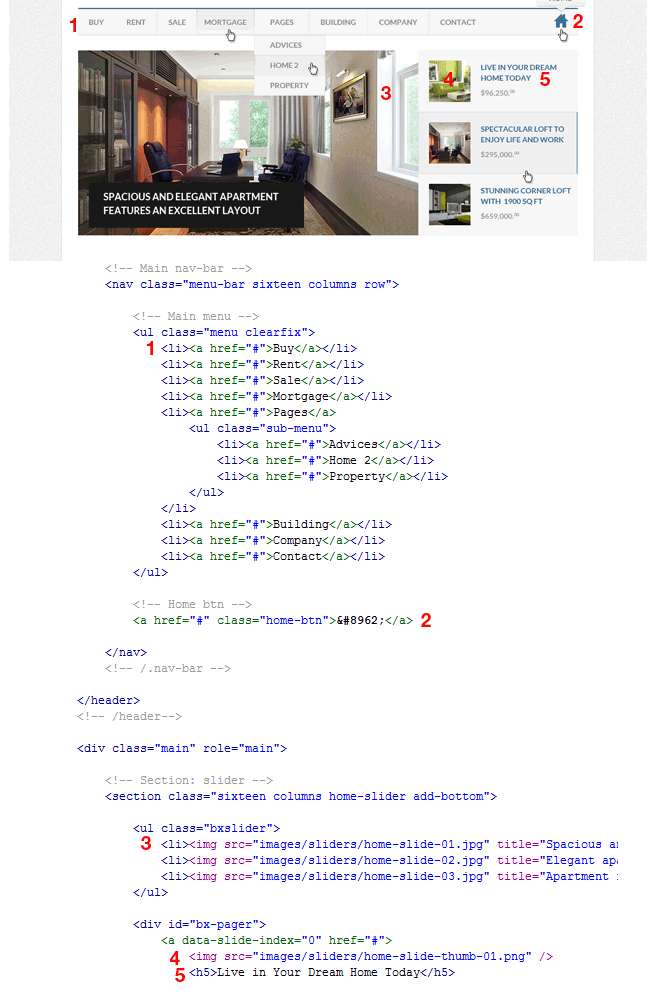 HOME
1 BUY RENT SALE MORTGAGE PAGES BUILDING COMPANY CONTACT 2
ADVICES
HOME 2
PROPERTY
3
4
LIVE IN YOUR DREAM
HOME TODAY 5
$96,250.00
SPECTACULAR LOFT TO
ENJOY LIFE AND WORK
$295,000.00
STUNNING CORNER LOFT
WITH 1900 SQ FT
$659,000.00
SPACIOUS AND ELEGANT APARTMENT
FEATURES AN EXCELLENT LAYOUT
<!-- Main nav-bar -->
<nav class="menu-bar sixteen columns row">
<!-- Main menu -->
<ul class="menu clearfix">
1 <li><a href="#">Buy</a></li>
<li><a href="#">Rent</a></li>
<li><a href="#">Sale</a></li>
<li><a href="#">Mortgage</a></li>
<li><a href="#">Pages</a>
<ul class="sub-menu">
<li><a href="#">Advices</a></li>
<li><a href="#">Home 2</a></li>
<li><a href="#">Property</a></li>
</ul>
</li>
<li><a href="#">Building</a></li>
<li><a href="#">Company</a></li>
<li><a href="#">Contact</a></li>
</ul>
<!-- Home btn -->
<a href="#" class="home-btn">&#8962;</a> 2
</nav>
<!-- /.nav-bar -->
</header>
<!-- /header-->
<div class="main" role="main">
<!-- Section: slider -->
<section class="sixteen columns home-slider add-bottom">
<ul class="bxslider">
3 <li><img src="images/sliders/home-slide-01.jpg" title="Spacious
<li><img src="images/sliders/home-slide-02.jpg" title="Elegant
<li><img src="images/sliders/home-slide-03.jpg" title="Apartment
</ul>
<div id="bx-pager">
<a data-slide-index="0" href="#">
4 <img src="images/sliders/home-slide-thumb-01.png" />
5 <h5>Live in Your Dream Home Today</h5>